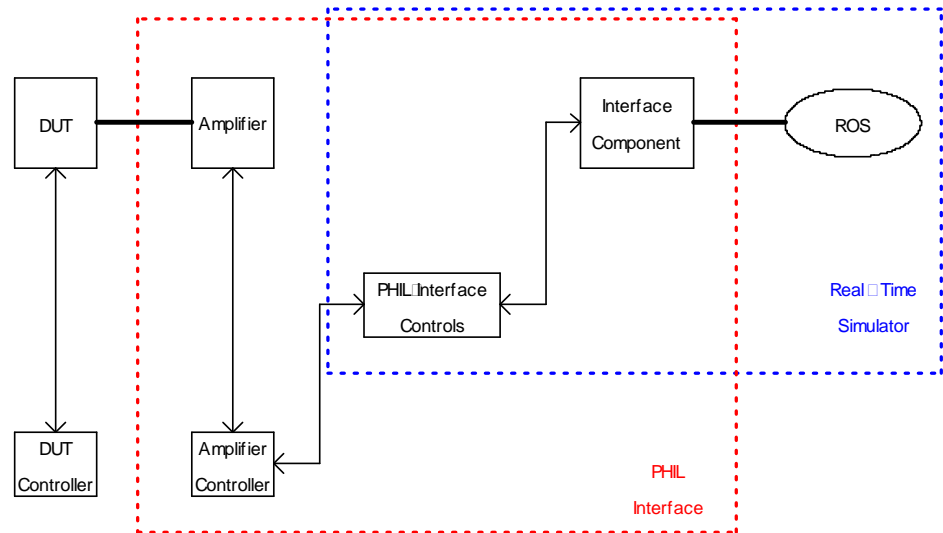 DUT
Amplifier
Interface
Component
ROS
PHIL□Interface
Controls
Real□Time
Simulator
DUT
Controller
Amplifier
Controller
PHIL
Interface